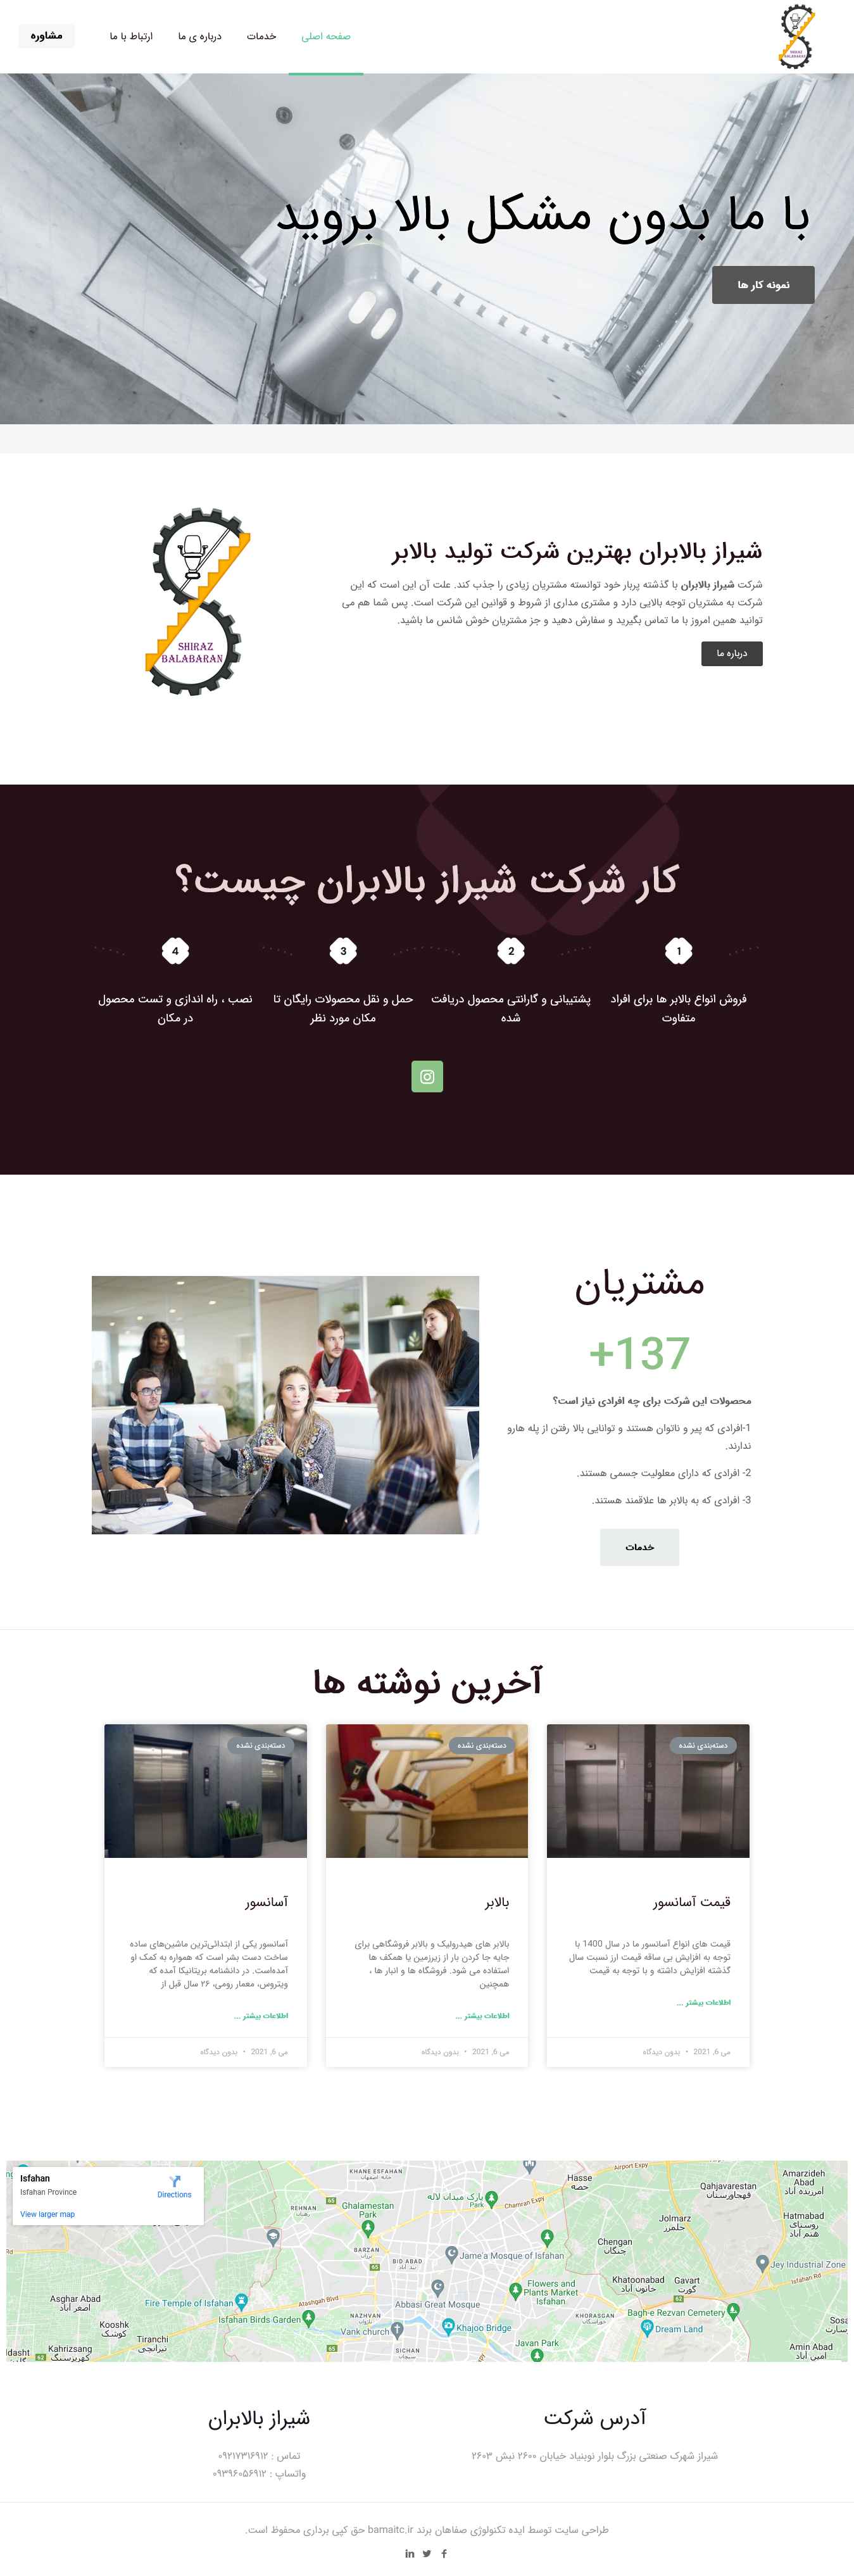 صفحه اصلی
خدمات
درباره ی ما
ارتباط با ما
مشاوره
SHIRAZ
BALABARAN
با ما بدون مشکل بالا بروید
نمونه کار ها
شیراز بالابران بهترین شرکت تولید بالابر
شرکت شیراز بالابران با گذشته پربار خود توانسته مشتریان زیادی را جذب کند. علت آن این است که این
شرکت به مشتریان توجه بالایی دارد و مشتری مداری از شروط و قوانین این شرکت است. پس شما هم می
توانید همین امروز با ما تماس بگیرید و سفارش دهید و جز مشتریان خوش شانس ما باشید.
درباره ما
SHIRAZ
BALABARAN
کار شرکت شیراز بالابران چیست؟
1
فروش انواع بالابر ها برای افراد
متفاوت
2
پشتیبانی و گارانتی محصول دریافت
شده
3
حمل و نقل محصولات رایگان تا
مکان مورد نظر
4
نصب ، راه اندازی و تست محصول
در مکان
مشتریان
+137
محصولات این شرکت برای چه افرادی نیاز است؟
1-افرادی که پیر و ناتوان هستند و توانایی بالا رفتن از پله هارو
ندارند.
2- افرادی که دارای معلولیت جسمی هستند.
3- افرادی که به بالابر ها علاقمند هستند.
خدمات
آخرین نوشته ها
دسته‌بندی نشده
قیمت آسانسور
قیمت های انواع آسانسور ما در سال 1400 با
توجه به افزایش بی ساقه قیمت ارز نسبت سال
گذشته افزایش داشته و با توجه به قیمت
اطلاعات بیشتر ...
می 6, 2021 • بدون دیدگاه
دسته‌بندی نشده
بالابر
بالابر های هیدرولیک و بالابر فروشگاهی برای
جابه جا کردن بار از زیرزمین یا همکف ها
استفاده می شود. فروشگاه ها و انبار ها ،
همچنین
اطلاعات بیشتر ...
می 6, 2021 • بدون دیدگاه
دسته‌بندی نشده
آسانسور
آسانسور یکی از ابتدائی‌ترین ماشین‌های ساده
ساخت دست بشر است که همواره به کمک او
آمده‌است. در دانشنامه بریتانیکا آمده که
ویتروس، معمار رومی، ۲۶ سال قبل از
اطلاعات بیشتر ...
می 6, 2021 • بدون دیدگاه
Isfahan
Isfahan Province
Directions
View larger map
KHANE ESFAHAN
خانه اصفهان
Hasse
حصه
Airport Expy
Amarzideh
Abad
امرزیده آباد
Qahjavarestan
قهجاورستان
پارک میدان لاله
Park
Chamran Exp.
REHNAN
رهنان
Ghalamestan
Park
Jolmarz
جلمرز
Hatmabad
روستای
هتم آباد
BARZAN
برزان
BID ABAD
بید آباد
Jame'a Mosque of Isfahan
Chengan
چنگان
Jey Industrial Zone
Isfahan Rd
Khatoonabad
خاتون آباد
Gavart
گورت
Asghar Abad
اصغر آباد
Fire Temple of Isfahan
Atashgah Blvd
Abbasi Great Mosque
Flowers and
Plants Market
Isfahan
Bagh-e Rezvan Cemetery
Isfahan Birds Garden
NAZHVAN
ناژوان
KHORASGAN
خوراسگان
Kooshk
کوشک
Vank church
Khajoo Bridge
Dream Land
Tiranchi
تیرانچی
Kahrizsang
کهریزسنگ
SICHAN
سیچان
Javan Park
Amin Abad
امین آباد
آدرس شرکت
شیراز شهرک صنعتی بزرگ بلوار نوبنیاد خیابان ۲۶۰۰ نبش ۲۶۰۳
شیراز بالابران
تماس : ۰۹۲۱۷۳۱۶۹۱۲
واتساپ : ۰۹۳۹۶۰۵۶۹۱۲
طراحی سایت توسط ایده تکنولوژی صفاهان برند bamaitc.ir حق کپی برداری محفوظ است.